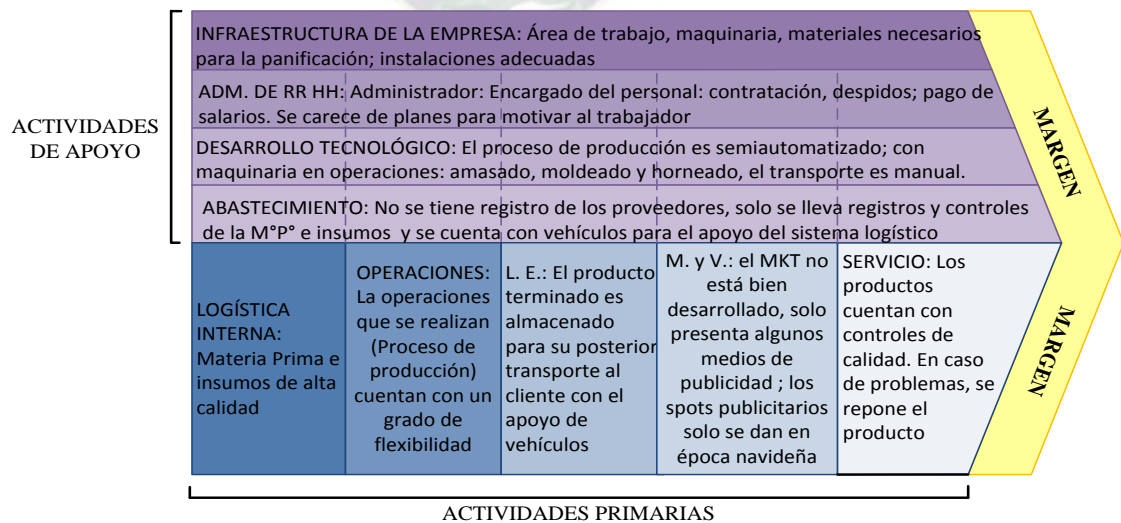 INFRAESTRUCTURA DE LA EMPRESA: Área de trabajo, maquinaria, materiales necesarios
para la panificación; instalaciones adecuadas
ADM. DE RR HH: Administrador: Encargado del personal: contratación, despidos; pago de
salarios. Se carece de planes para motivar al trabajador
ACTIVIDADES
DE APOYO
DESARROLLO TECNOLÓGICO: El proceso de producción es semiautomatizado; con
maquinaria en operaciones: amasado, moldeado y horneado, el transporte es manual.
ABASTECIMIENTO: No se tiene registro de los proveedores, solo se lleva registros y controles
de la M°P° e insumos y se cuenta con vehículos para el apoyo del sistema logístico
MARGEN
LOGÍSTICA
INTERNA:
Materia Prima e
insumos de alta
calidad
OPERACIONES:
La operaciones
que se realizan
(Proceso de
producción)
cuentan con un
grado de
flexibilidad
L. E.: El producto
terminado es
almacenado
para su posterior
transporte al
cliente con el
apoyo de
vehículos
M. y V.: el MKT no
está bien
desarrollado, solo
presenta algunos
medios de
publicidad ; los
spots publicitarios
solo se dan en
época navideña
SERVICIO: Los
productos
cuentan con
controles de
calidad. En caso
de problemas, se
repone el
producto
MARGEN
ACTIVIDADES PRIMARIAS